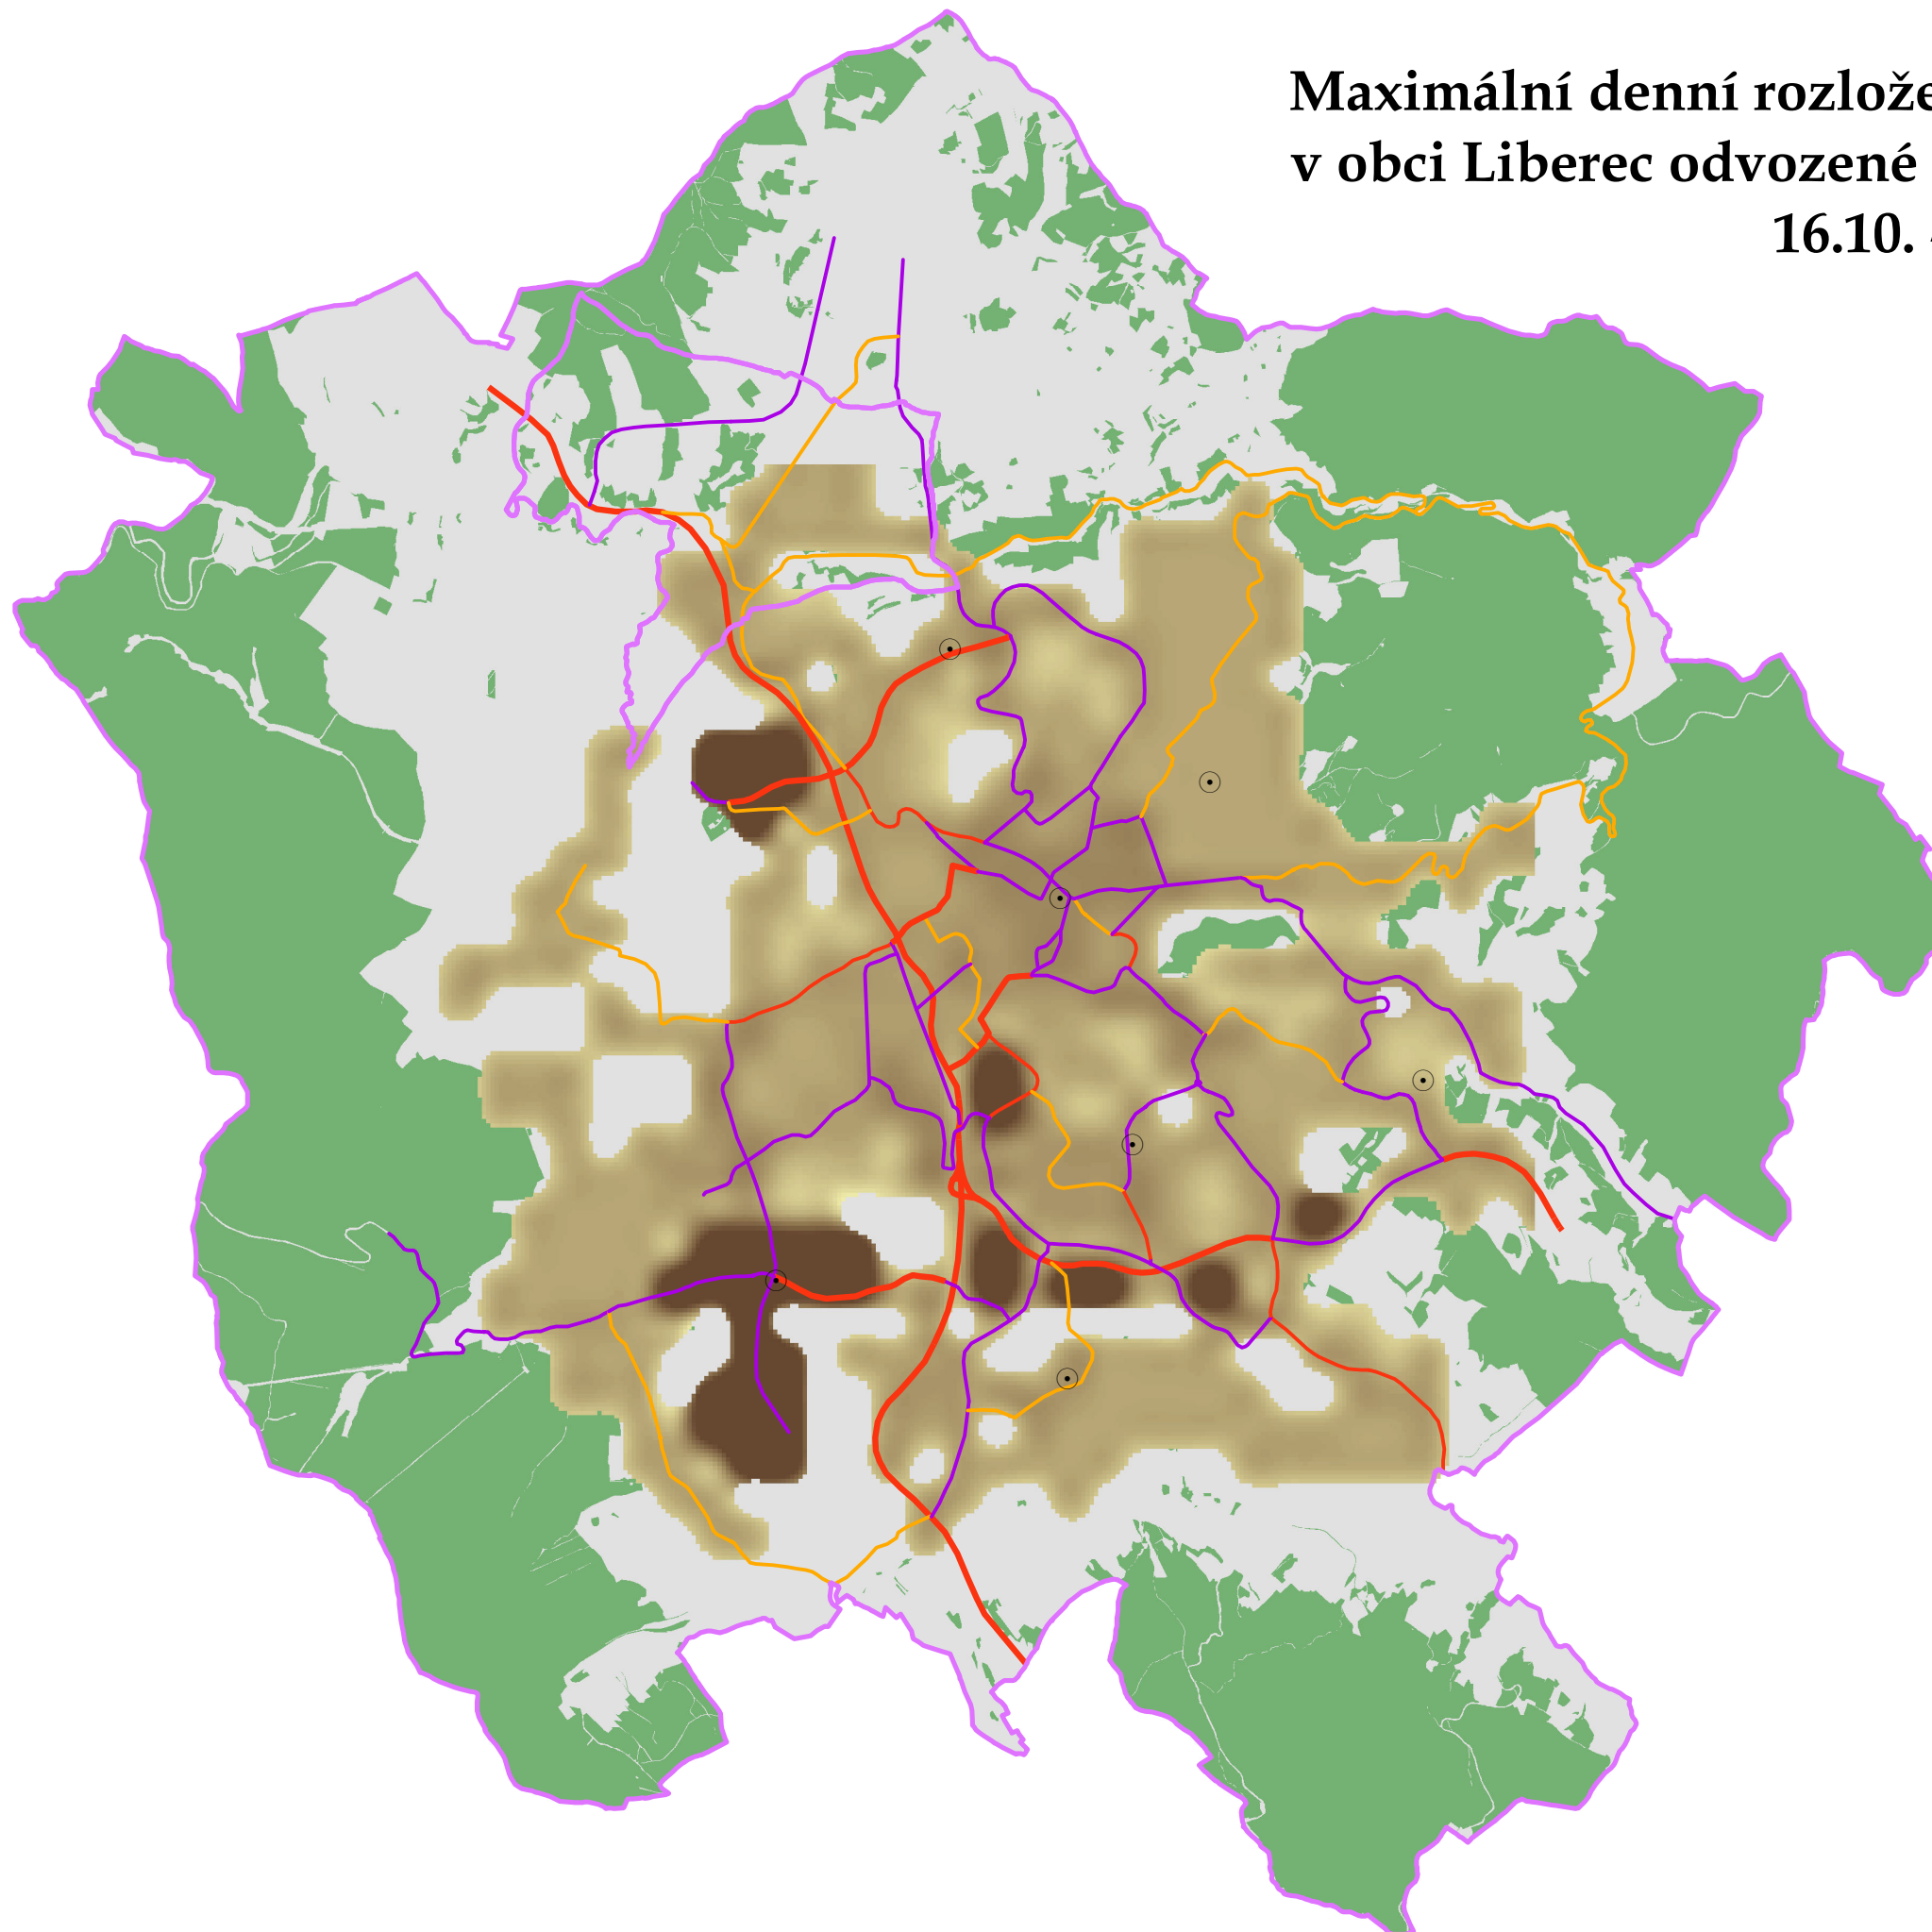 Maximální denní rozlože
v obci Liberec odvozené
16.10.